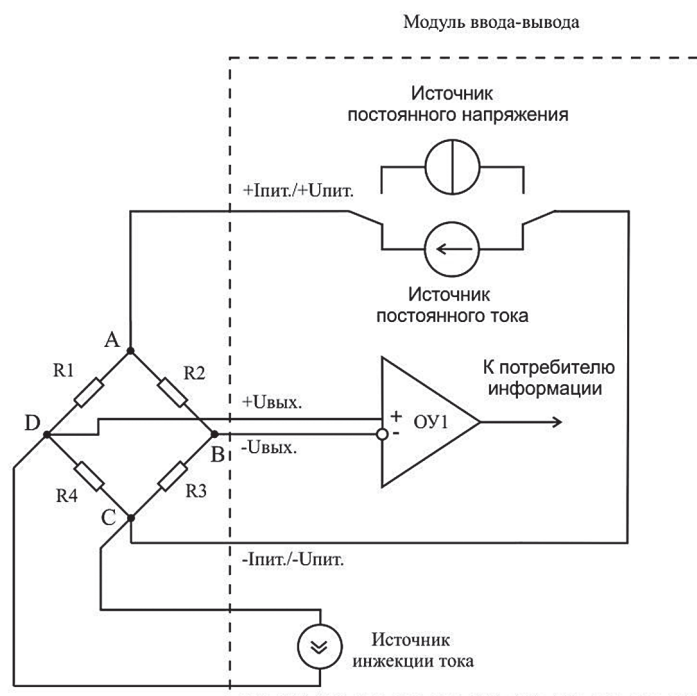 Модуль ввода-вывода
Источник
постоянного напряжения
+Iпит./+Uпит.
Источник
постоянного тока
A
R1
R2
К потребителю
информации
+Uвых.
D
+
ОУ1
-
B
-Uвых.
R4
R3
C
-Iпит./-Uпит.
Источник
инжекции тока